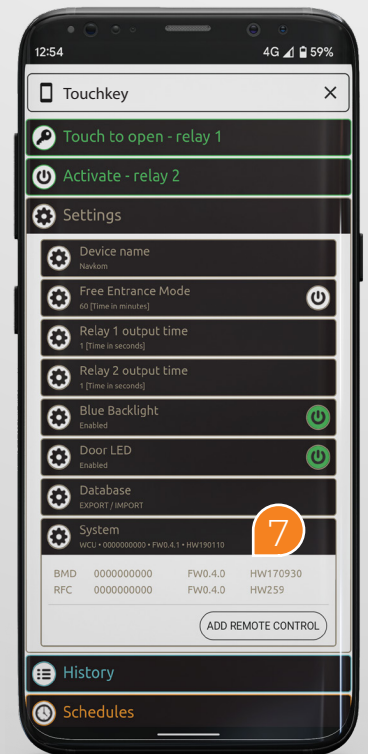 12:54 4G 59%
Touchkey ×
Touch to open - relay 1
Activate - relay 2
Settings
Device name
Navkom
Free Entrance Mode
60 [Time in minutes]
Relay 1 output time
1 [Time in seconds]
Relay 2 output time
1 [Time in seconds]
Blue Backlight
Enabled
Door LED
Enabled
Database
EXPORT / IMPORT
System
WCU • 0000000000 • FW0.4.1 • HW190110
7
BMD 0000000000 FW0.4.0 HW170930
RFC 0000000000 FW0.4.0 HW259
ADD REMOTE CONTROL
History
Schedules